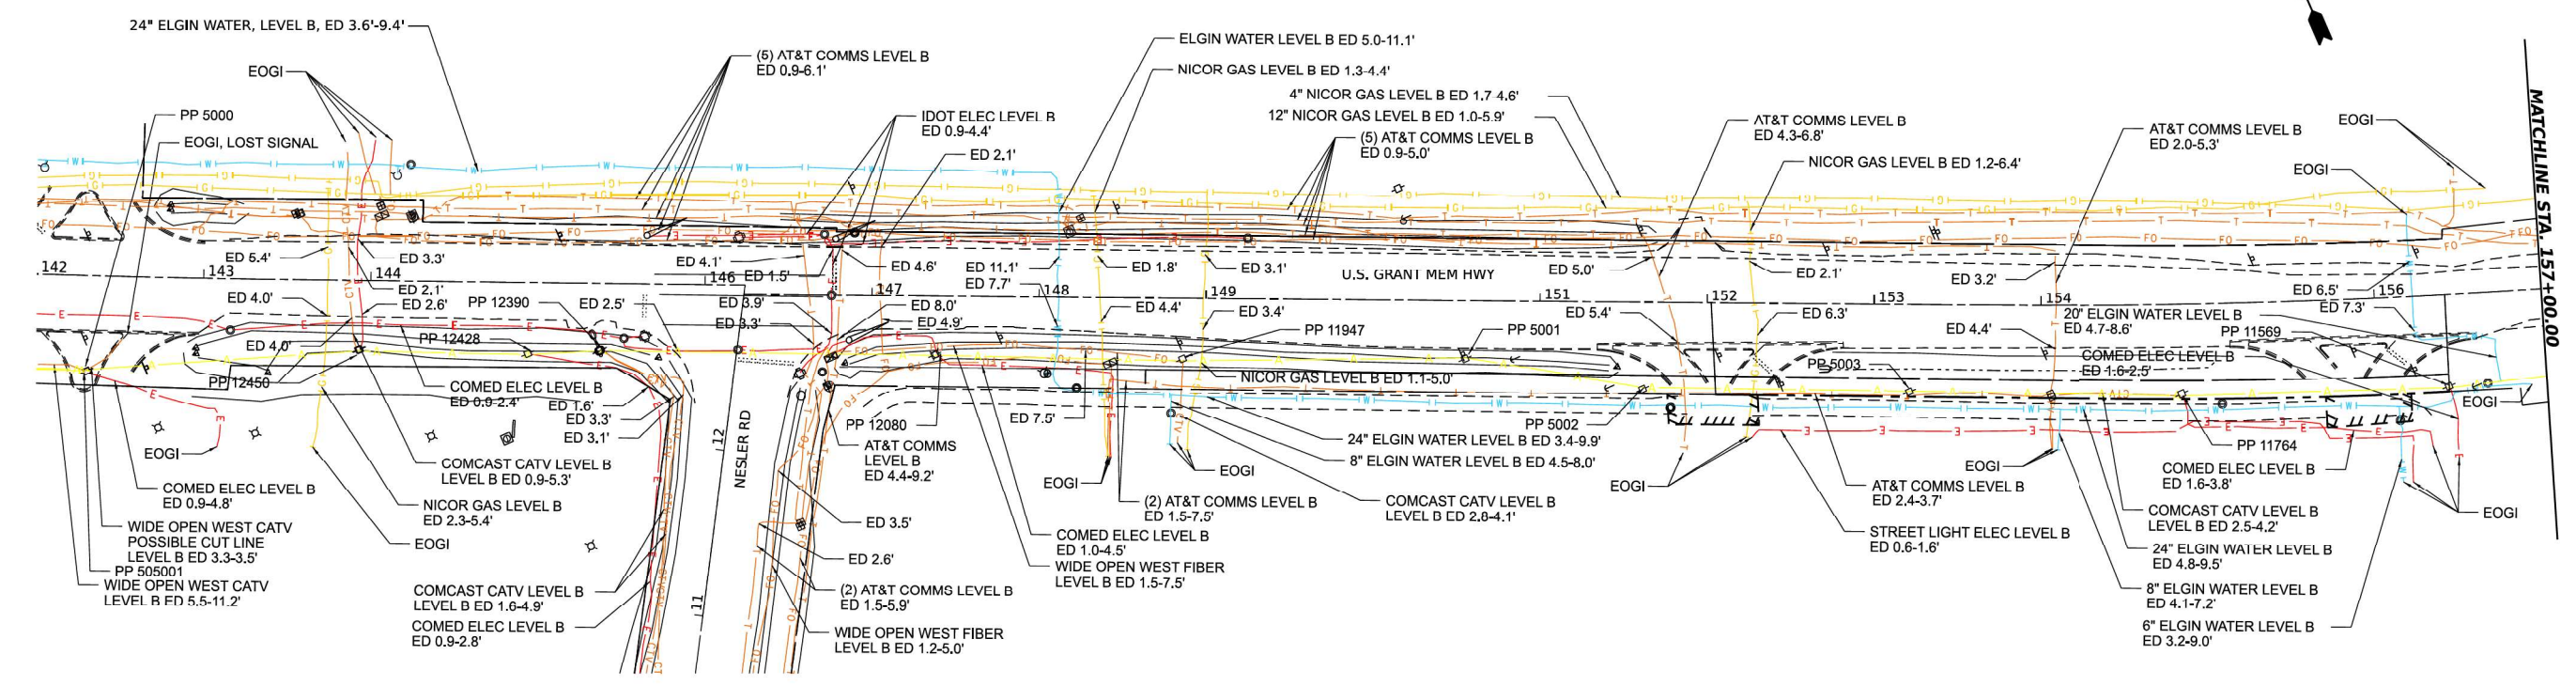 24" ELGIN WATER, LEVEL B, ED 3.6'-9.4'
EOGI
PP 5000
EOGI, LOST SIGNAL
(5) AT&T COMMS LEVEL B
ED 0.9-6.1'
IDOT ELEC LEVEL B
ED 0.9-4.4'
ED 2.1'
ELGIN WATER LEVEL B ED 5.0-11.1'
NICOR GAS LEVEL B ED 1.3-4.4'
4" NICOR GAS LEVEL B ED 1.7 4.6'
12" NICOR GAS LEVEL B ED 1.0-5.9'
(5) AT&T COMMS LEVEL B
ED 0.9-5.0'
AT&T COMMS LEVEL B
ED 4.3-6.8'
NICOR GAS LEVEL B ED 1.2-6.4'
AT&T COMMS LEVEL B
ED 2.0-5.3'
EOGI
EOGI
MATCHLINE STA. 157+00.00
ED 5.4'
ED 3.3'
ED 4.1'
ED 1.5'
ED 4.6'
ED 11.1'
ED 7.7'
ED 1.8'
ED 3.1'
U.S. GRANT MEM HWY
ED 5.0'
ED 2.1'
ED 3.2'
ED 6.5'
ED 7.3'
142
143
144
146
147
148
149
151
152
153
154
156
ED 2.1'
ED 2.6'
ED 4.0'
PP 12390
ED 2.5'
ED 3.9'
ED 3.3'
ED 8.0'
ED 4.9'
ED 4.4'
ED 3.4'
PP 11947
PP 5001
ED 5.4'
ED 6.3'
ED 4.4'
20" ELGIN WATER LEVEL B
ED 4.7-8.6'
PP 11569
ED 4.0'
PP 12428
PP 12450
COMED ELEC LEVEL B
ED 0.9-2.4'
ED 1.6'
ED 3.3'
ED 3.1'
NICOR GAS LEVEL B ED 1.1-5.0'
PP 5003
COMED ELEC LEVEL B
ED 1.6-2.5'
EOGI
EOGI
COMED ELEC LEVEL B
ED 0.9-4.8'
WIDE OPEN WEST CATV
POSSIBLE CUT LINE
LEVEL B ED 3.3-3.5'
PP 505001
WIDE OPEN WEST CATV
LEVEL B ED 5.5-11.2'
COMCAST CATV LEVEL B
LEVEL B ED 0.9-5.3'
NICOR GAS LEVEL B
ED 2.3-5.4'
EOGI
COMCAST CATV LEVEL B
LEVEL B ED 1.6-4.9'
COMED ELEC LEVEL B
ED 0.9-2.8'
NESLER RD
12
11
PP 12080
AT&T COMMS
LEVEL B
ED 4.4-9.2'
ED 3.5'
ED 2.6'
(2) AT&T COMMS LEVEL B
ED 1.5-5.9'
WIDE OPEN WEST FIBER
LEVEL B ED 1.2-5.0'
ED 7.5'
EOGI
(2) AT&T COMMS LEVEL B
ED 1.5-7.5'
COMED ELEC LEVEL B
ED 1.0-4.5'
WIDE OPEN WEST FIBER
LEVEL B ED 1.5-7.5'
EOGI
24" ELGIN WATER LEVEL B ED 3.4-9.9'
8" ELGIN WATER LEVEL B ED 4.5-8.0'
COMCAST CATV LEVEL B
LEVEL B ED 2.0-4.1'
PP 5002
EOGI
EOGI
AT&T COMMS LEVEL B
ED 2.4-3.7'
STREET LIGHT ELEC LEVEL B
ED 0.6-1.6'
PP 11764
COMED ELEC LEVEL B
ED 1.6-3.8'
COMCAST CATV LEVEL B
LEVEL B ED 2.5-4.2'
24" ELGIN WATER LEVEL B
ED 4.8-9.5'
8" ELGIN WATER LEVEL B
ED 4.1-7.2'
6" ELGIN WATER LEVEL B
ED 3.2-9.0'
EOGI